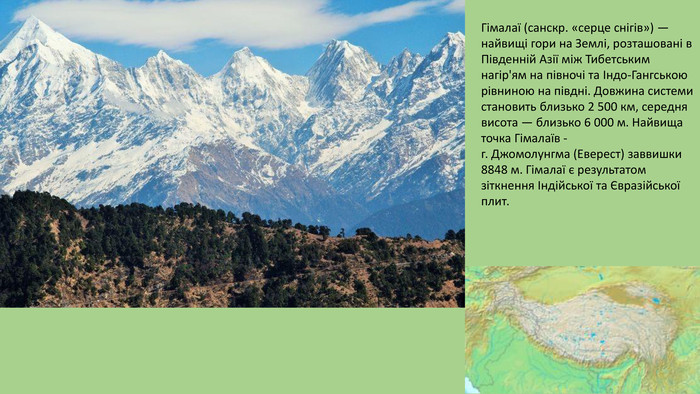 Гімалаї (санскр. «серце снігів») —
найвищі гори на Землі, розташовані в
Південній Азії між Тибетським
нагір'ям на півночі та Індо-Гангською
рівниною на півдні. Довжина системи
становить близько 2 500 км, середня
висота — близько 6 000 м. Найвища
точка Гімалаїв -
г. Джомолунгма (Еверест) заввишки
8848 м. Гімалаї є результатом
зіткнення Індійської та Євразійської
плит.